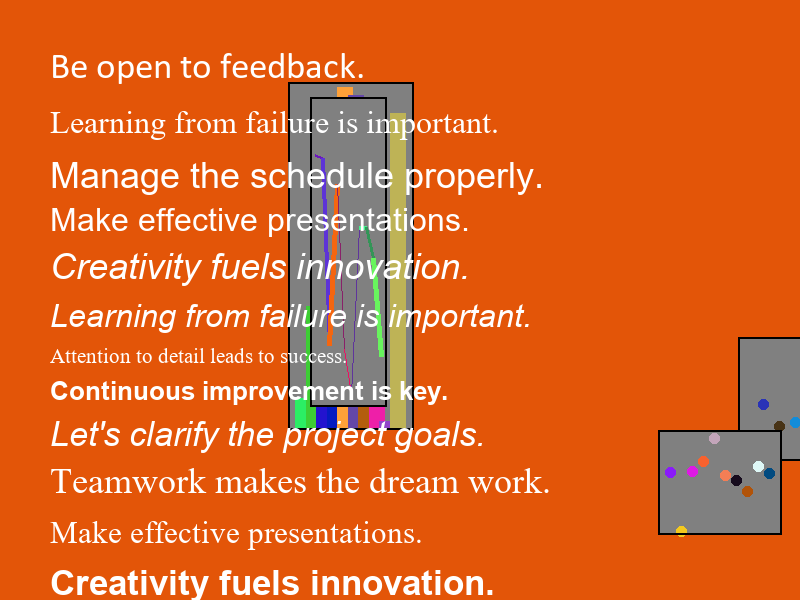 Be open to feedback.
Learning from failure is important.
Manage the schedule properly.
Make effective presentations.
Creativity fuels innovation.
Learning from failure is important.
Attention to detail leads to success.
Continuous improvement is key.
Let's clarify the project goals.
Teamwork makes the dream work.
Make effective presentations.
Creativity fuels innovation.